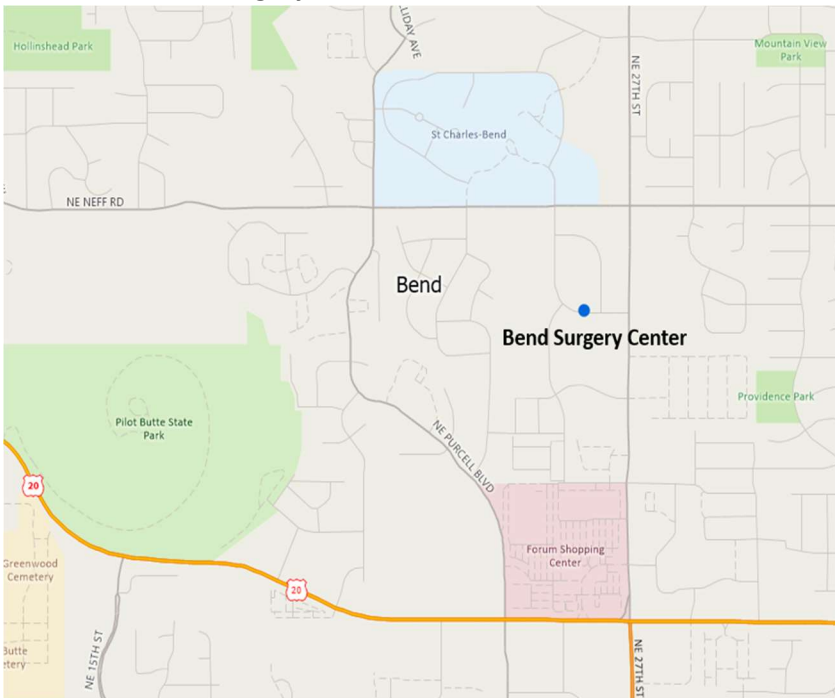 LLIDAY AVE
Hollinshead Park
Mountain View
Park
NE 27TH ST
St Charles-Bend
NE NEFF RD
Bend
Bend Surgery Center
Providence Park
Pilot Butte State
Park
NE PURCELL BLVD
20
Forum Shopping
Center
Greenwood
Cemetery
20
Butte
etery
NE 15TH ST
NE 27TH ST